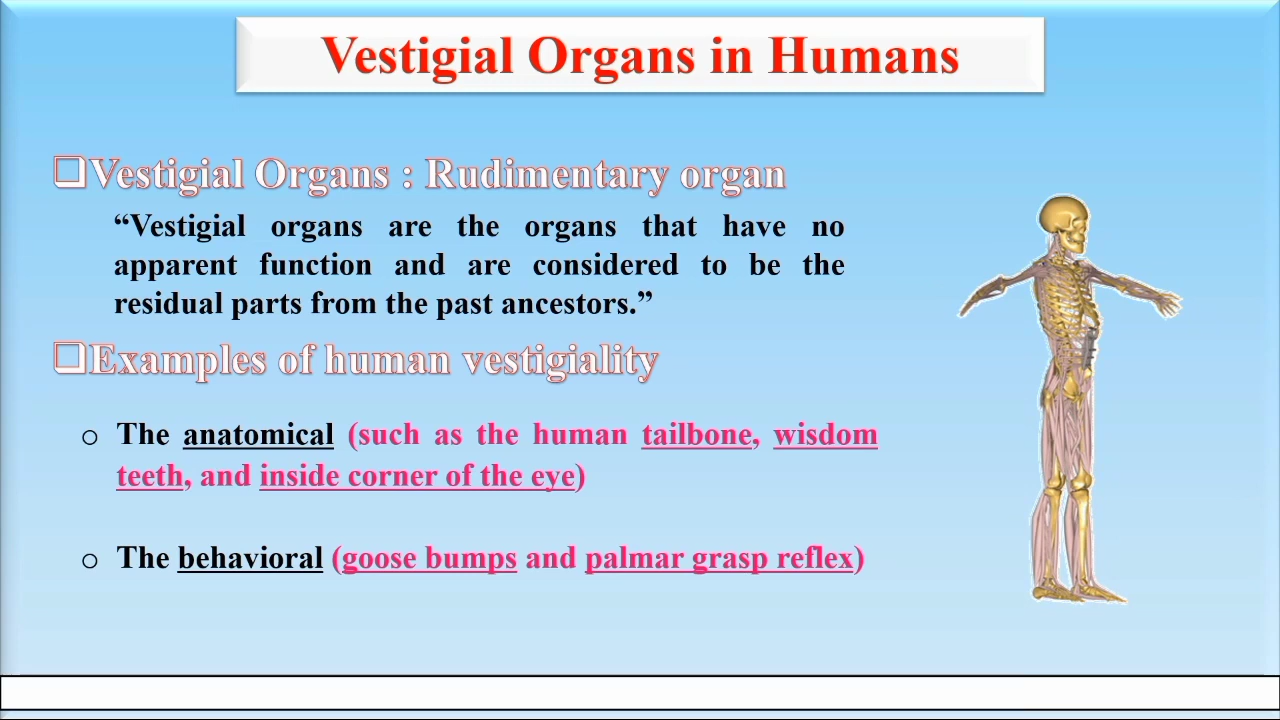 Vestigial Organs in Humans
❑Vestigial Organs : Rudimentary organ
“Vestigial organs are the organs that have no
apparent function and are considered to be the
residual parts from the past ancestors.”
❑Examples of human vestigiality
o The anatomical (such as the human tailbone, wisdom
teeth, and inside corner of the eye)
o The behavioral (goose bumps and palmar grasp reflex)